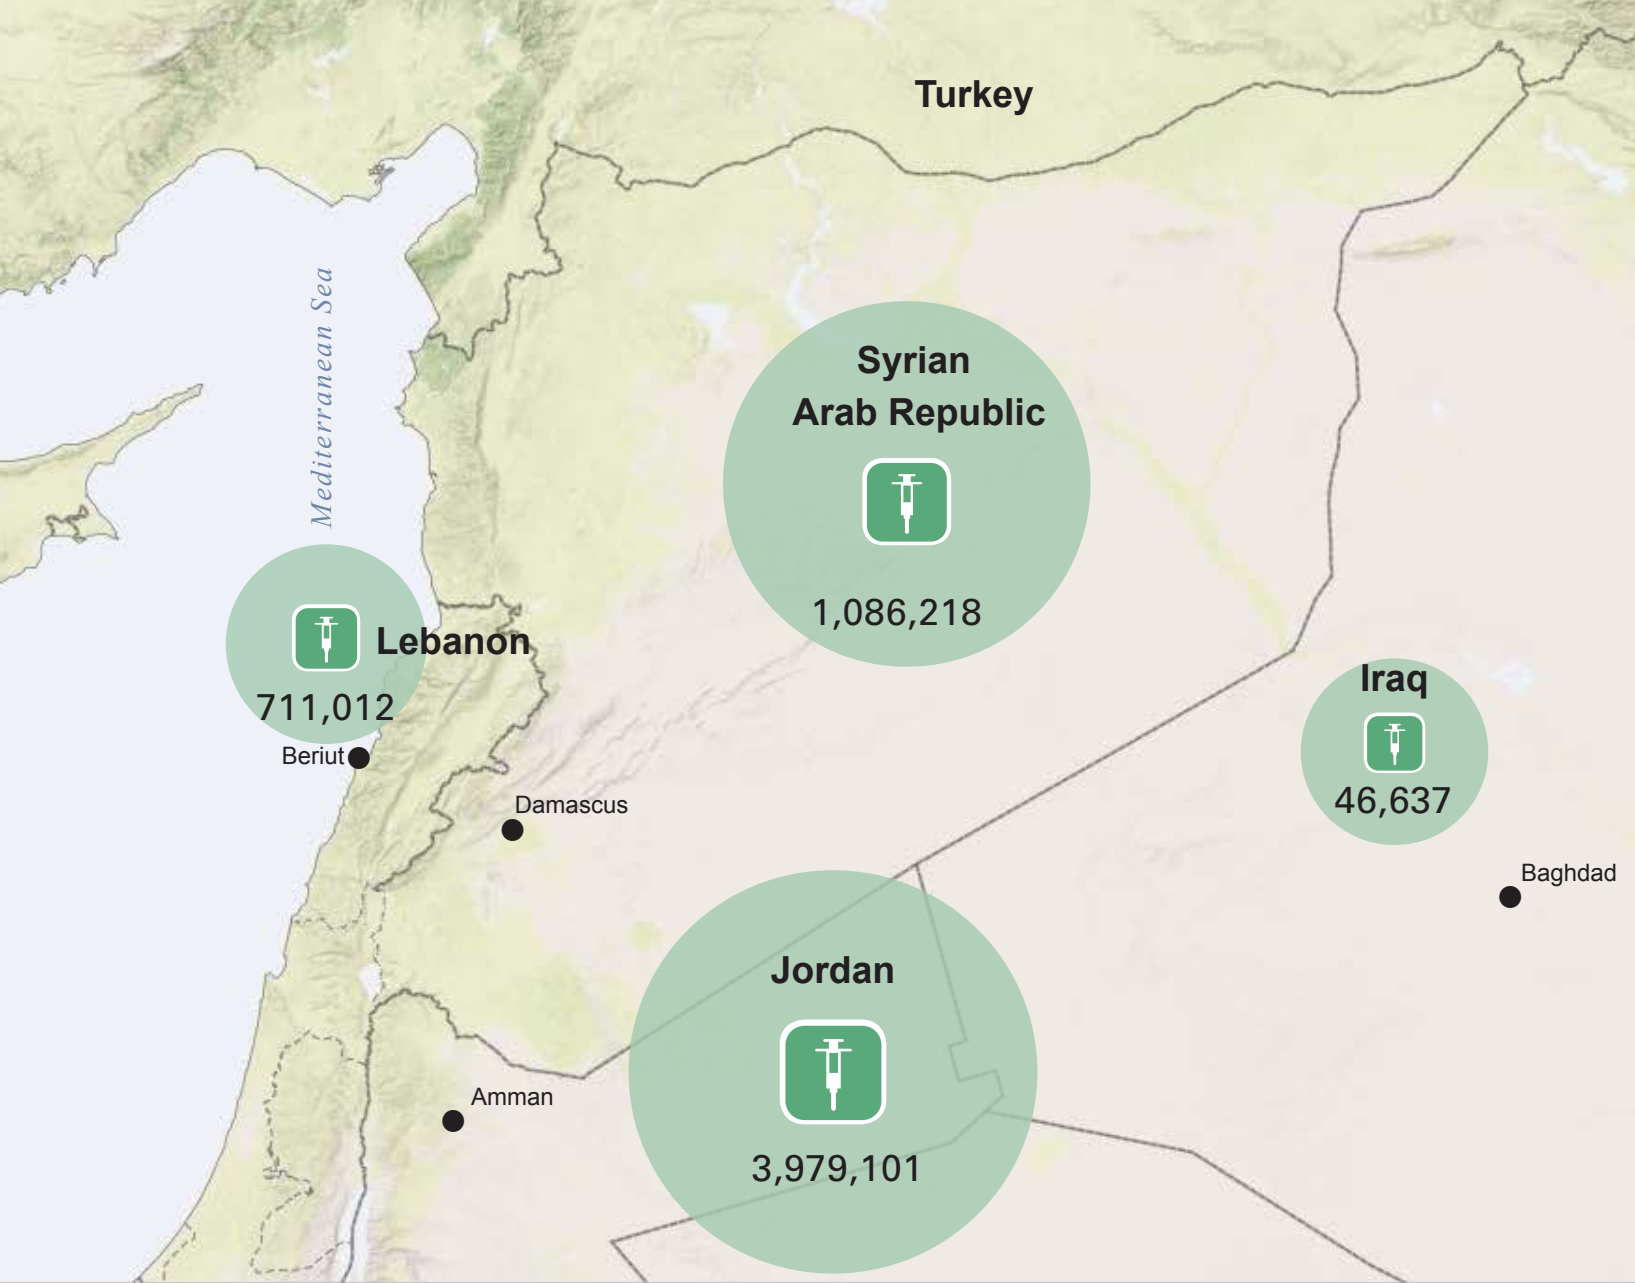 Turkey
Mediterranean Sea
Syrian
Arab Republic
1,086,218
Lebanon
711,012
Beriut
Iraq
46,637
Damascus
Baghdad
Jordan
3,979,101
Amman